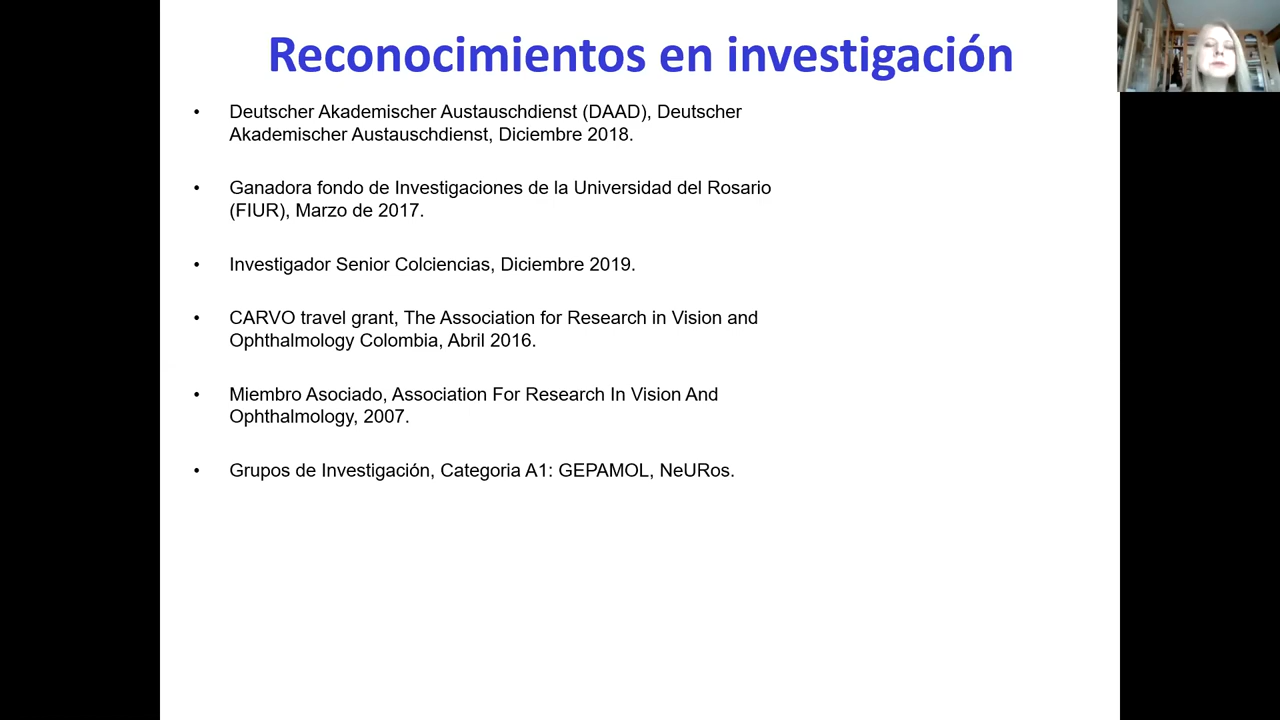 Reconocimientos en investigación
• Deutscher Akademischer Austauschdienst (DAAD), Deutscher
Akademischer Austauschdienst, Diciembre 2018.
• Ganadora fondo de Investigaciones de la Universidad del Rosario
(FIUR), Marzo de 2017.
• Investigador Senior Colciencias, Diciembre 2019.
• CARVO travel grant, The Association for Research in Vision and
Ophthalmology Colombia, Abril 2016.
• Miembro Asociado, Association For Research In Vision And
Ophthalmology, 2007.
• Grupos de Investigación, Categoria A1: GEPAMOL, NeURos.